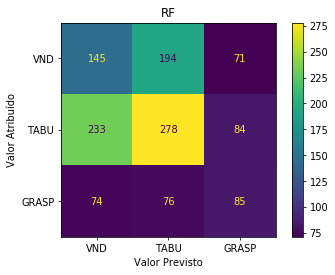 RF
VND 145 194 71
TABU 233 278 84
GRASP 74 76 85
VND TABU GRASP
Valor Previsto
Valor Atribuído
275
250
225
200
175
150
125
100
75